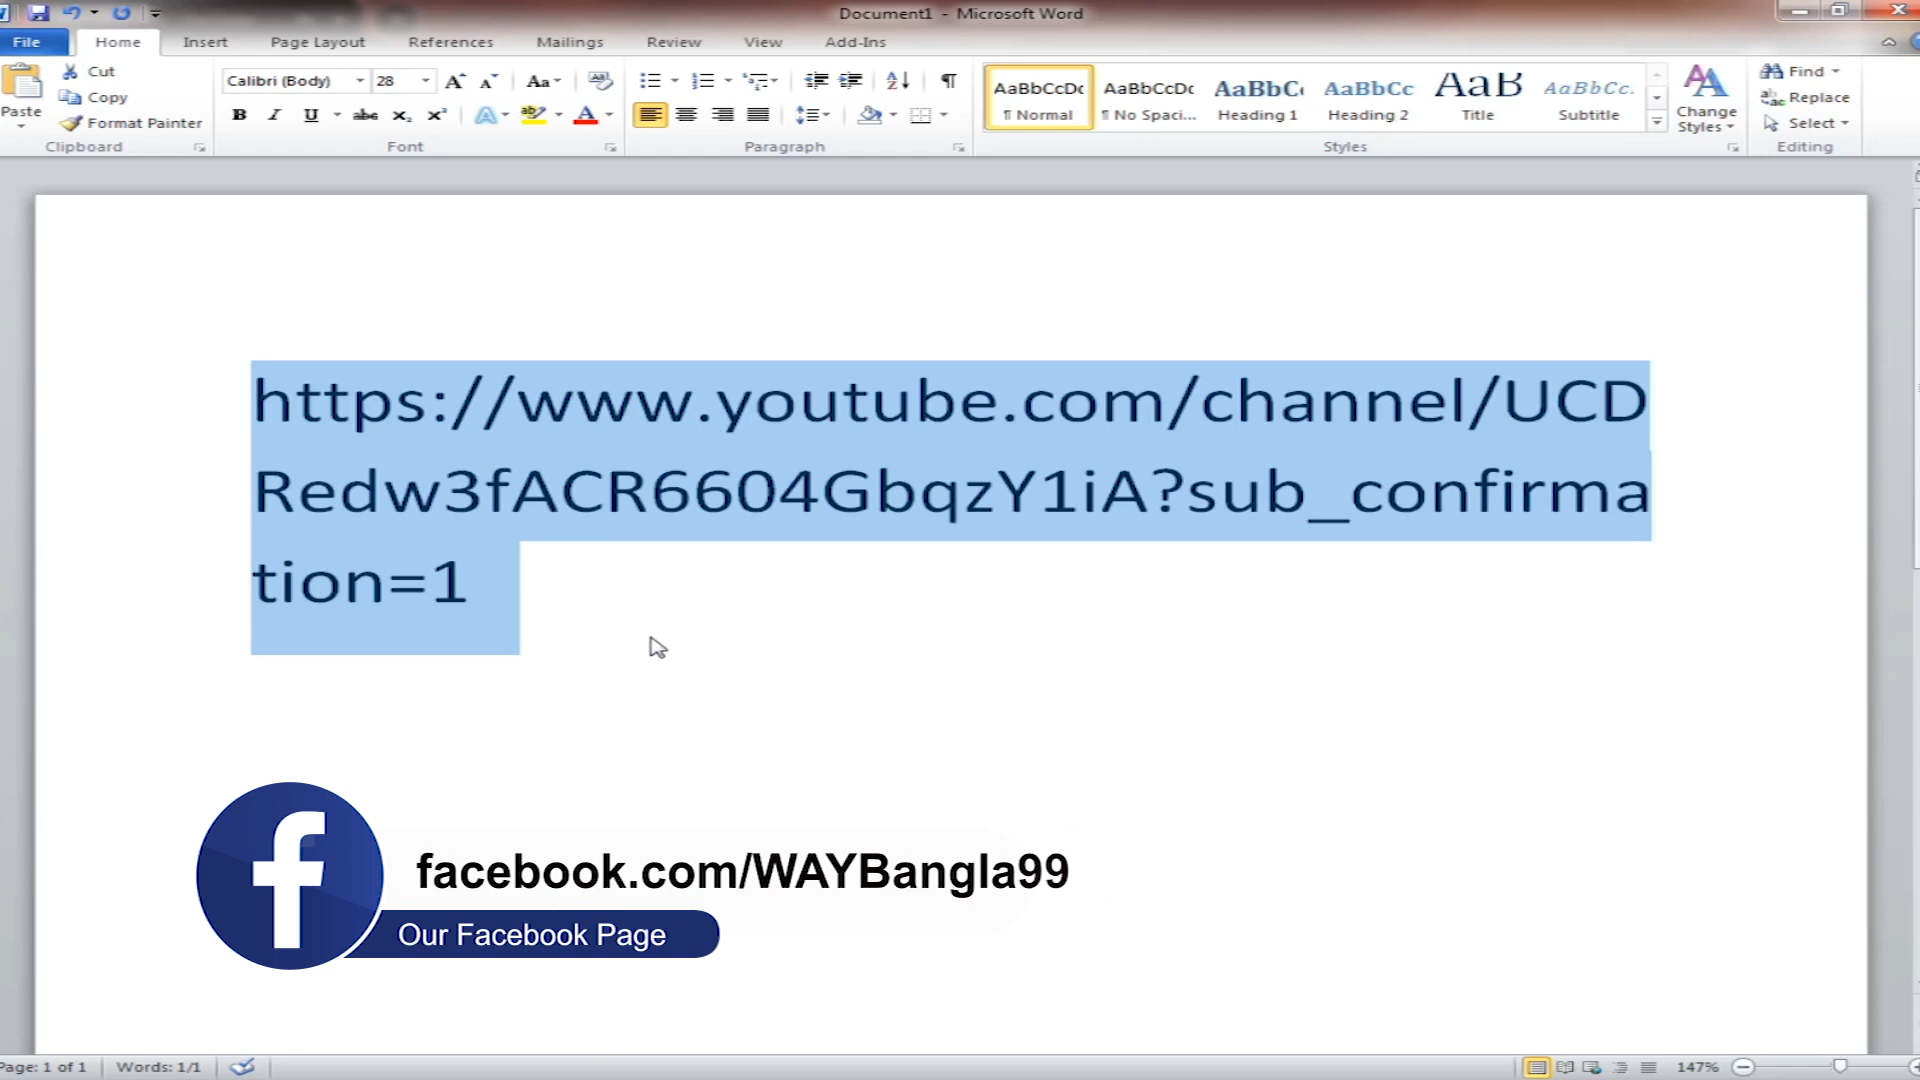 Document1 - Microsoft Word
File Home Insert Page Layout References Mailings Review View Add-Ins
Paste
Cut
Copy
Format Painter
Clipboard
Calibri (Body) 28
Font
Paragraph
AaBbCcDc AaBbCcDc AaBbC AaBbCc AaB AaBbCc.
¶ Normal ¶ No Spaci... Heading 1 Heading 2 Title Subtitle
Change
Styles
Styles
Find
Replace
Select
Editing
https://www.youtube.com/channel/UCD
Redw3fACR6604GbqzY1iA?sub_confirma
tion=1
facebook.com/WAYBangla99
Our Facebook Page
Page: 1 of 1 Words: 1/1 147%